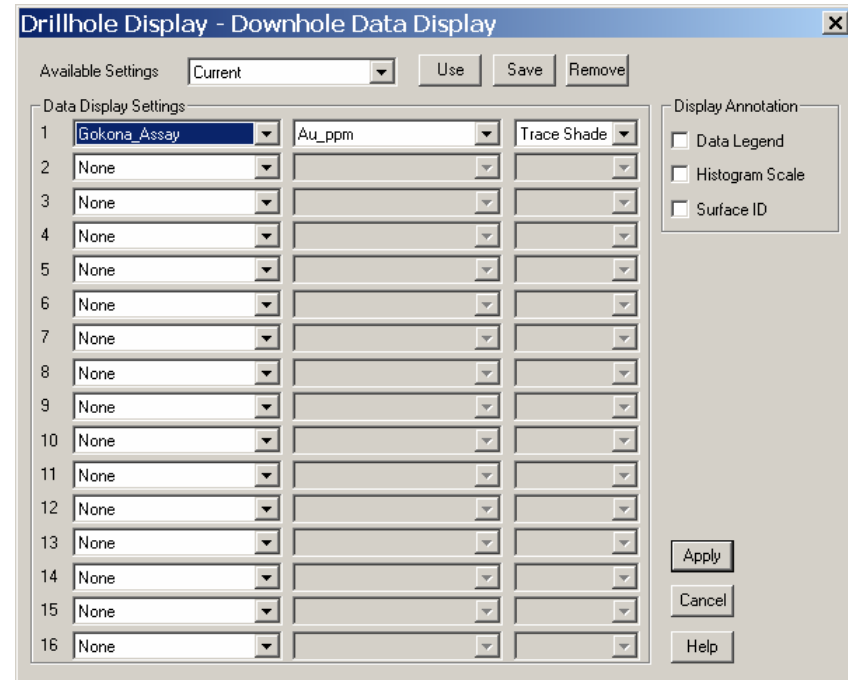 Drillhole Display - Downhole Data Display
Available Settings Current Use Save Remove
Data Display Settings Display Annotation
1 Gokona_Assay Au_ppm Trace Shade Data Legend
2 None Histogram Scale
3 None Surface ID
4 None
5 None
6 None
7 None
8 None
9 None
10 None
11 None
12 None
13 None Apply
14 None
15 None Cancel
16 None Help